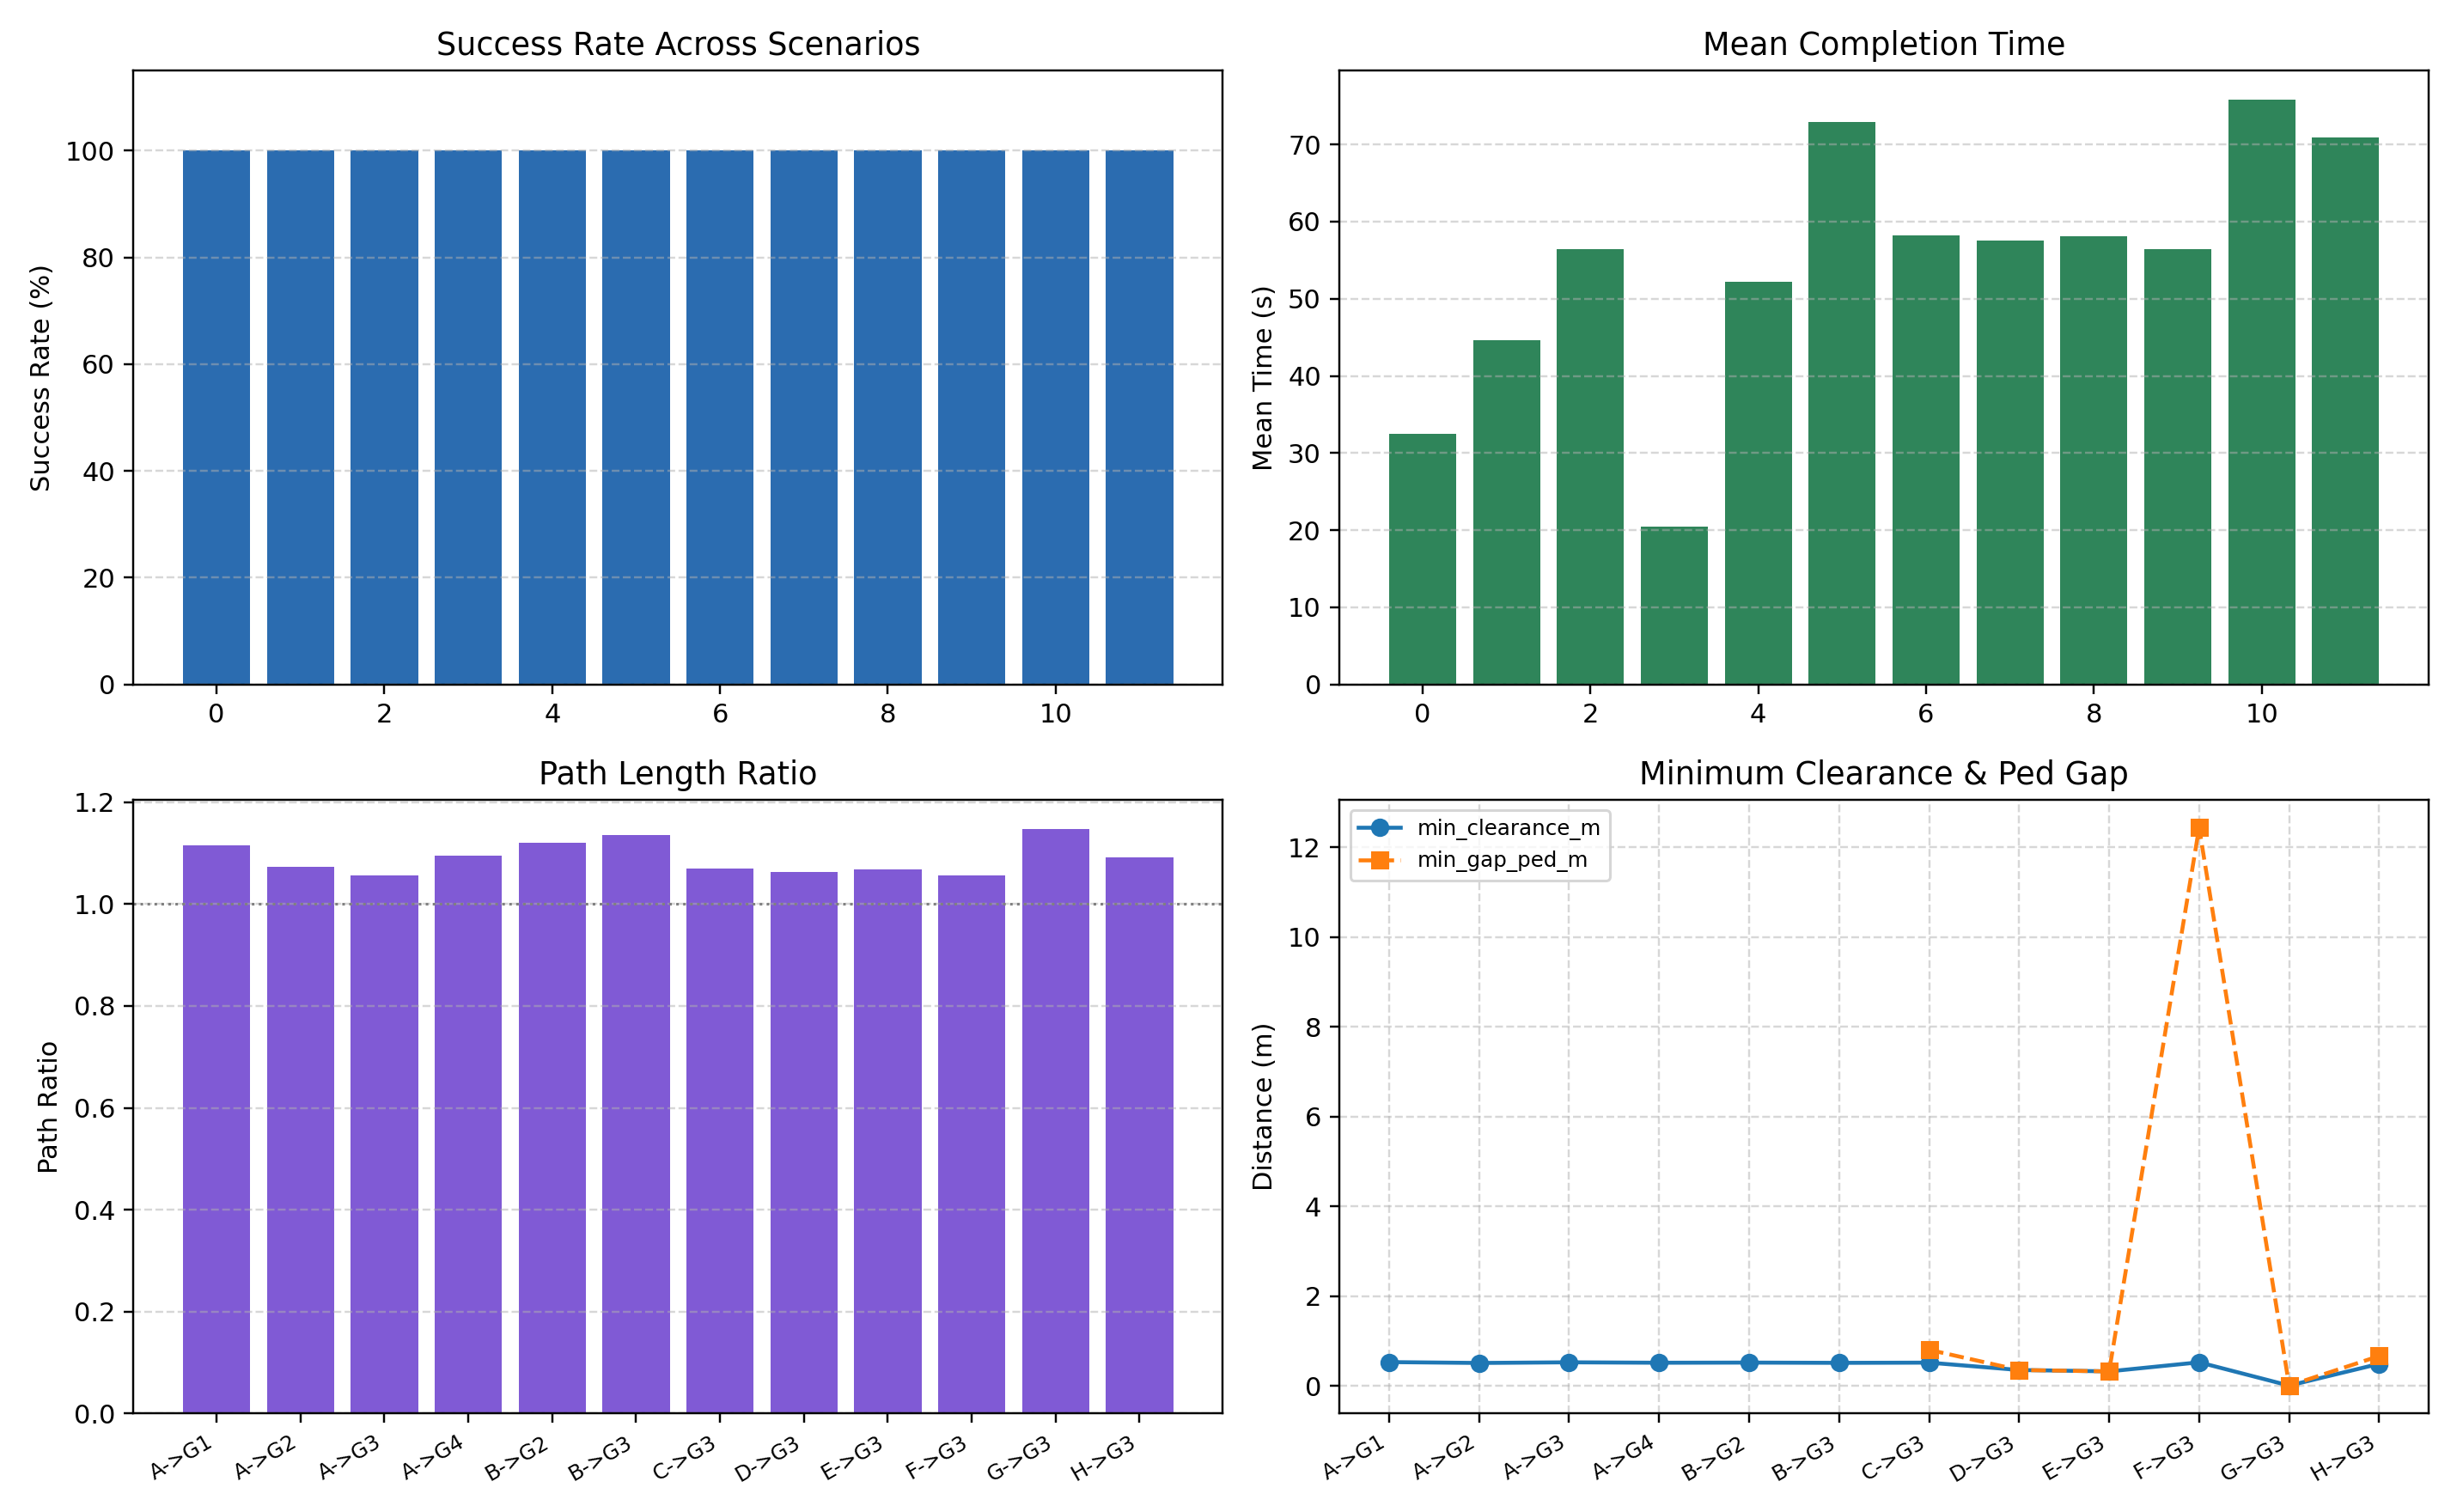 Success Rate Across Scenarios
Success Rate (%)
100
80
60
40
20
0
0 2 4 6 8 10
Mean Completion Time
Mean Time (s)
70
60
50
40
30
20
10
0
0 2 4 6 8 10
Path Length Ratio
Path Ratio
1.2
1.0
0.8
0.6
0.4
0.2
0.0
A->G1 A->G2 A->G3 A->G4 B->G2 B->G3 C->G3 D->G3 E->G3 F->G3 G->G3 H->G3
Minimum Clearance & Ped Gap
min_clearance_m
min_gap_ped_m
Distance (m)
12
10
8
6
4
2
0
A->G1 A->G2 A->G3 A->G4 B->G2 B->G3 C->G3 D->G3 E->G3 F->G3 G->G3 H->G3